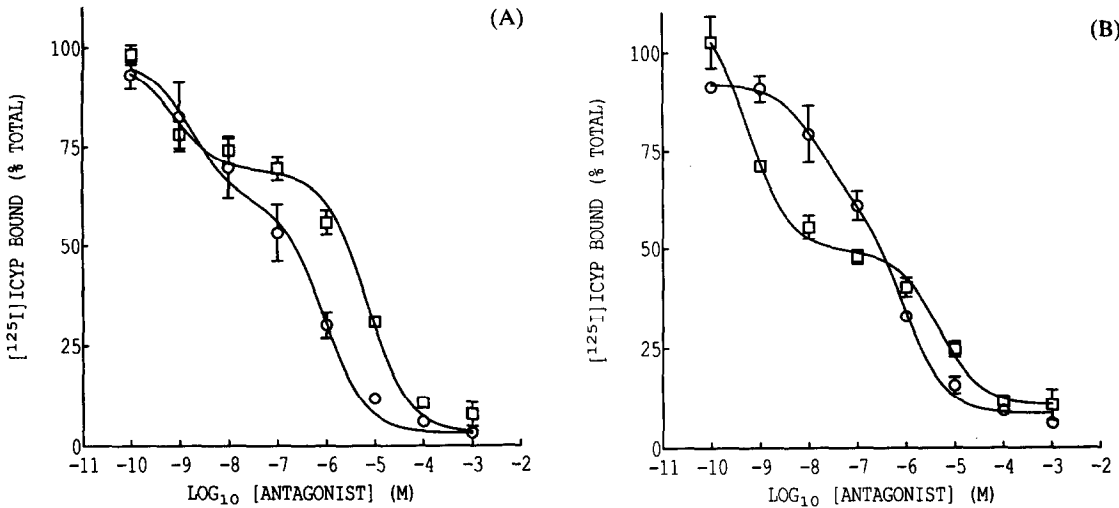 (A)
[¹²⁵I]ICYP BOUND (% TOTAL)
100
75
50
25
0
-11 -10 -9 -8 -7 -6 -5 -4 -3 -2
LOG₁₀ [ANTAGONIST] (M)
(B)
[¹²⁵I]ICYP BOUND (% TOTAL)
100
75
50
25
0
-11 -10 -9 -8 -7 -6 -5 -4 -3 -2
LOG₁₀ [ANTAGONIST] (M)